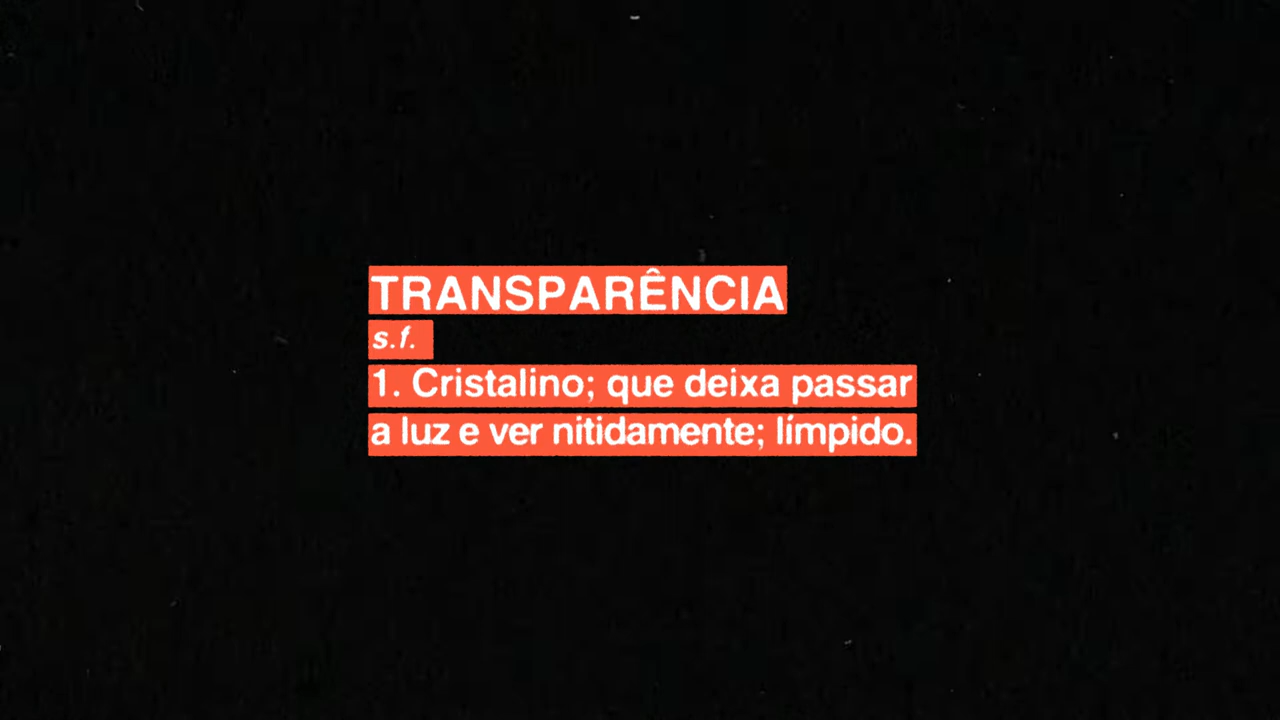 TRANSPARÊNCIA
s.f.
1. Cristalino; que deixa passar
a luz e ver nitidamente; límpido.